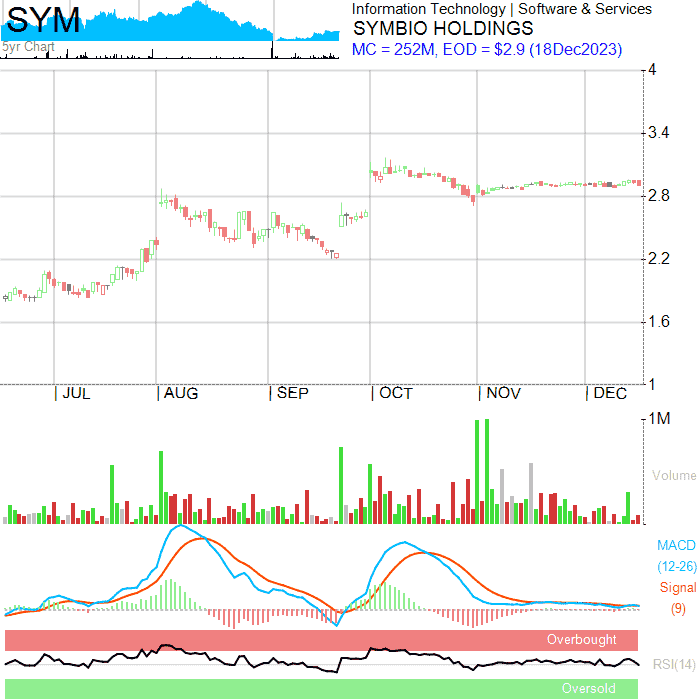 SYM
5yr Chart
Information Technology | Software & Services
SYMBIO HOLDINGS
MC = 252M, EOD = $2.9 (18Dec2023)
4
3.4
2.8
2.2
1.6
1
| JUL | AUG | SEP | OCT | NOV | DEC
1M
Volume
MACD
(12-26)
Signal
(9)
Overbought
RSI(14)
Oversold